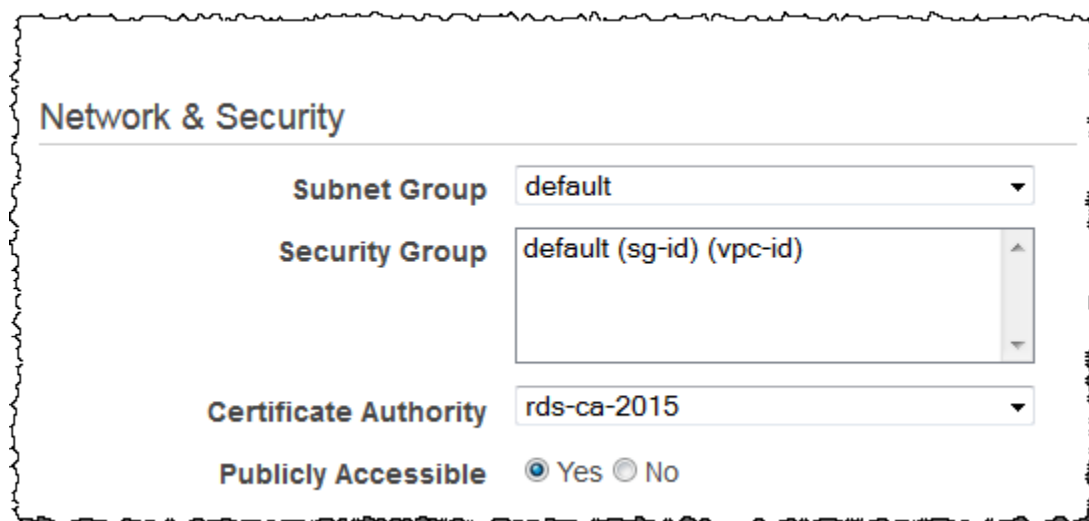 Network & Security
Subnet Group default
Security Group default (sg-id) (vpc-id)
Certificate Authority rds-ca-2015
Publicly Accessible Yes No